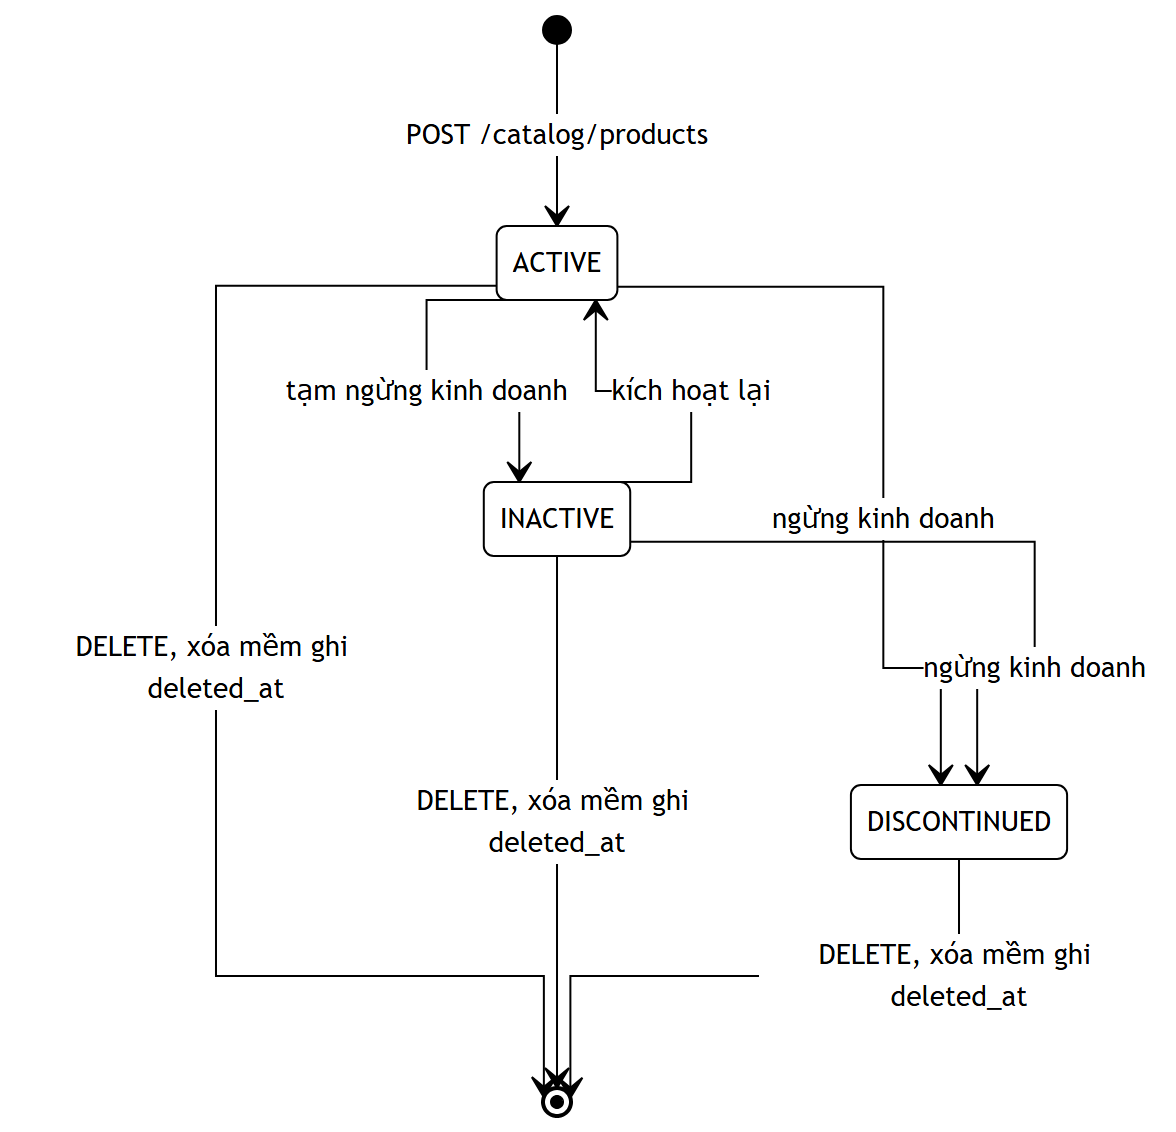 POST /catalog/products
ACTIVE
tạm ngừng kinh doanh
kích hoạt lại
INACTIVE
ngừng kinh doanh
DELETE, xóa mềm ghi
deleted_at
ngừng kinh doanh
DELETE, xóa mềm ghi
deleted_at
DISCONTINUED
DELETE, xóa mềm ghi
deleted_at